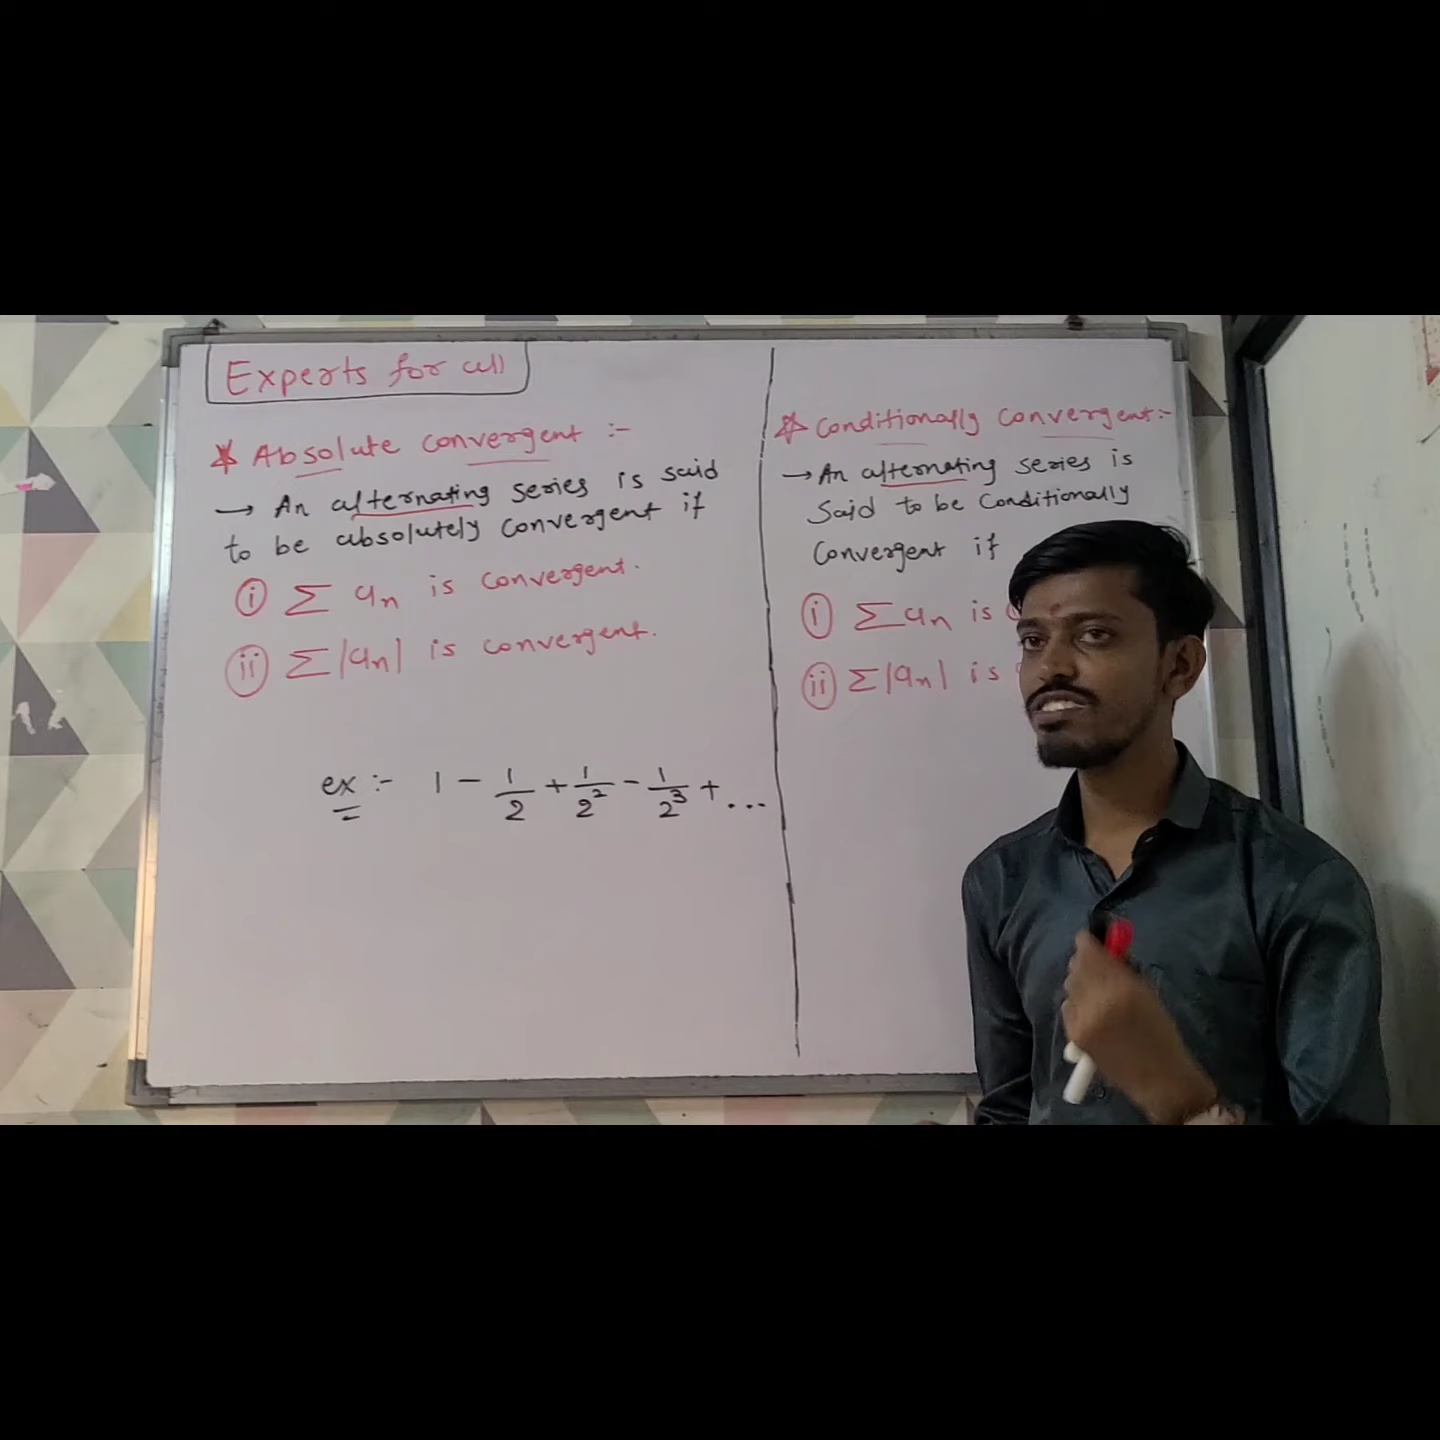 Experts for all
* Absolute convergent :-
→ An alternating series is said
to be absolutely convergent if
(i) Σ an is convergent.
(ii) Σ|an| is convergent.
ex :- 1 - 1/2 + 1/2² - 1/2³ + ...
* Conditionally convergent :-
→ An alternating series is
said to be Conditionally
Convergent if
(i) Σ an is
(ii) Σ|an| is